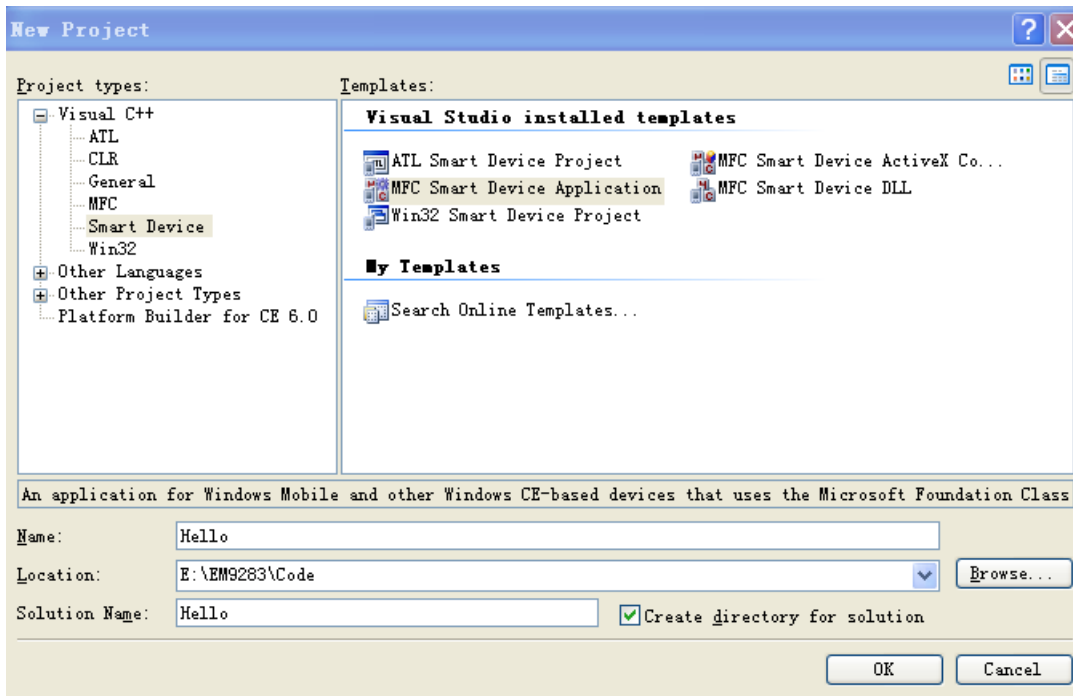 New Project
Project types:
Templates:
Visual C++
ATL
CLR
General
MFC
Smart Device
Win32
Other Languages
Other Project Types
Platform Builder for CE 6.0
Visual Studio installed templates
ATL Smart Device Project
MFC Smart Device ActiveX Co...
MFC Smart Device Application
MFC Smart Device DLL
Win32 Smart Device Project
My Templates
Search Online Templates...
An application for Windows Mobile and other Windows CE-based devices that uses the Microsoft Foundation Class
Name:
Hello
Location:
E:\EM9283\Code
Browse...
Solution Name:
Hello
Create directory for solution
OK
Cancel